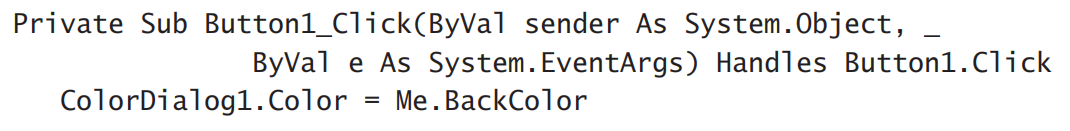 Private Sub Button1_Click(ByVal sender As System.Object, _
ByVal e As System.EventArgs) Handles Button1.Click
ColorDialog1.Color = Me.BackColor